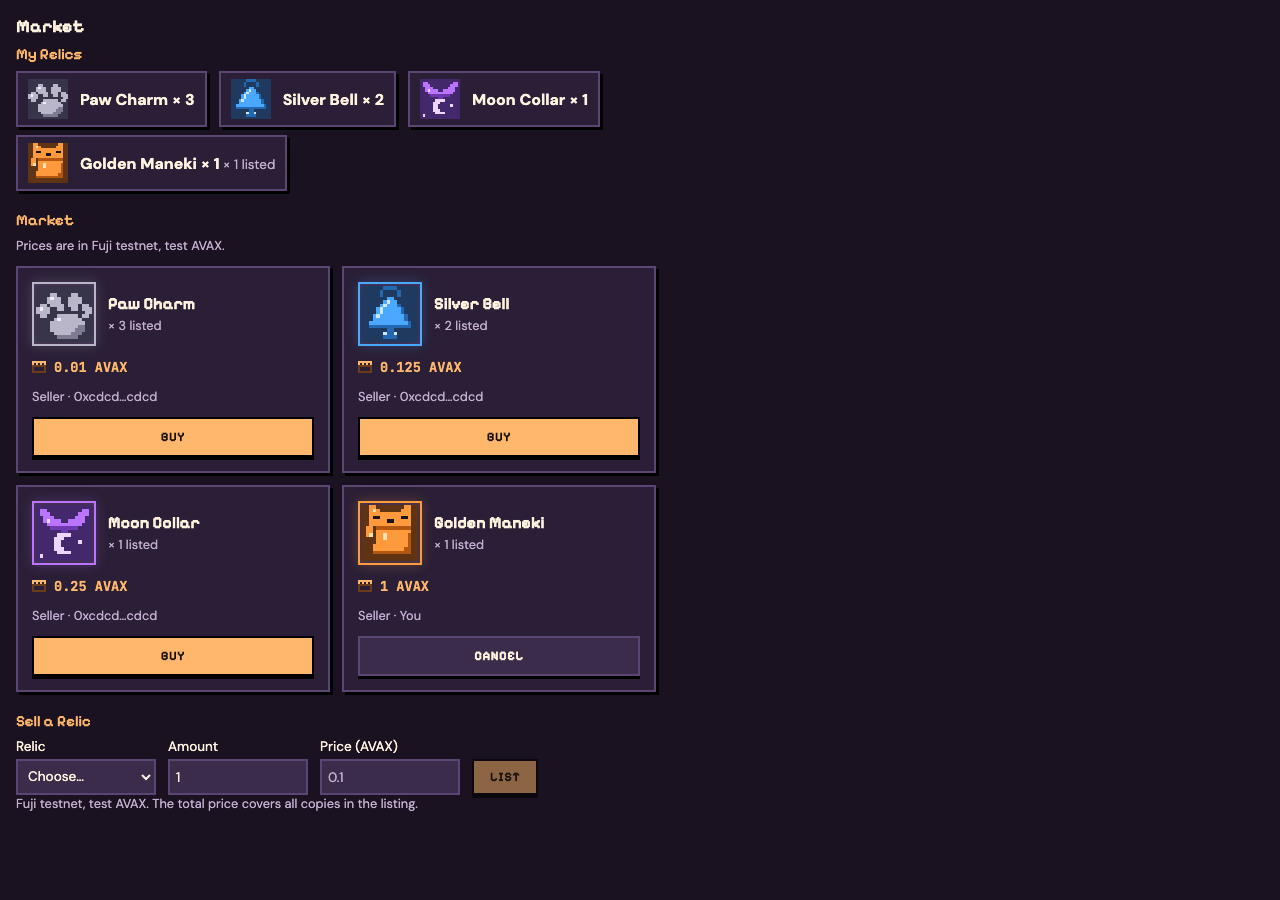 Market
My Relics
Paw Charm × 3
Silver Bell × 2
Moon Collar × 1
Golden Maneki × 1 × 1 listed
Market
Prices are in Fuji testnet, test AVAX.
Paw Charm
× 3 listed
0.01 AVAX
Seller · 0xcdcd…cdcd
BUY
Silver Bell
× 2 listed
0.125 AVAX
Seller · 0xcdcd…cdcd
BUY
Moon Collar
× 1 listed
0.25 AVAX
Seller · 0xcdcd…cdcd
BUY
Golden Maneki
× 1 listed
1 AVAX
Seller · You
CANCEL
Sell a Relic
Relic
Amount
Price (AVAX)
Choose...
1
0.1
LIST
Fuji testnet, test AVAX. The total price covers all copies in the listing.